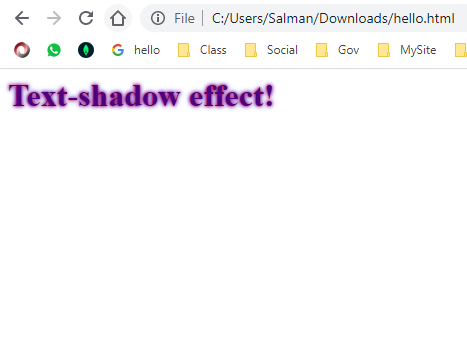 File C:/Users/Salman/Downloads/hello.html
hello Class Social Gov MySite
Text-shadow effect!